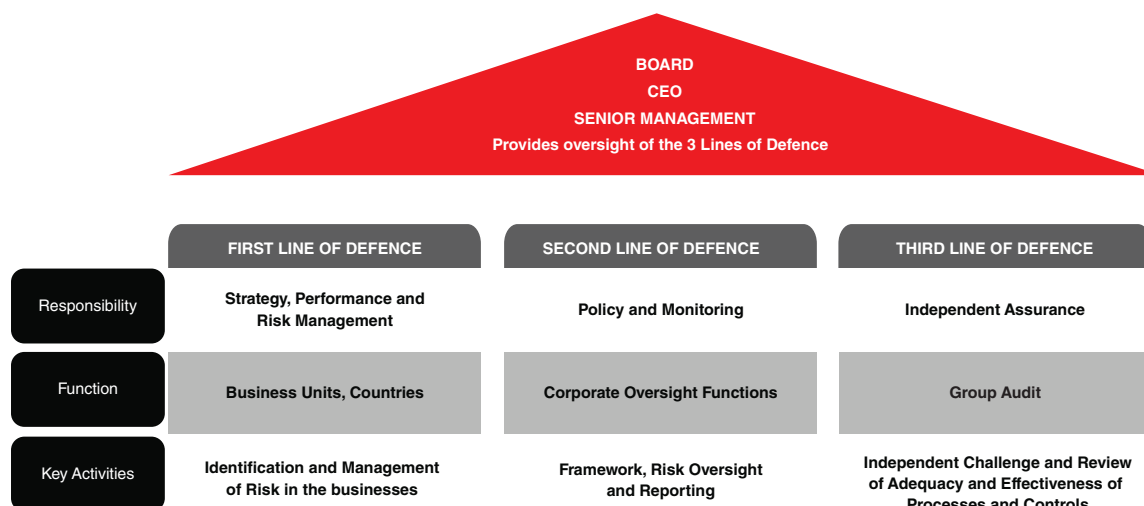 BOARD
CEO
SENIOR MANAGEMENT
Provides oversight of the 3 Lines of Defence
FIRST LINE OF DEFENCE
SECOND LINE OF DEFENCE
THIRD LINE OF DEFENCE
Responsibility
Strategy, Performance and
Risk Management
Policy and Monitoring
Independent Assurance
Function
Business Units, Countries
Corporate Oversight Functions
Group Audit
Key Activities
Identification and Management
of Risk in the businesses
Framework, Risk Oversight
and Reporting
Independent Challenge and Review
of Adequacy and Effectiveness of
Processes and Controls